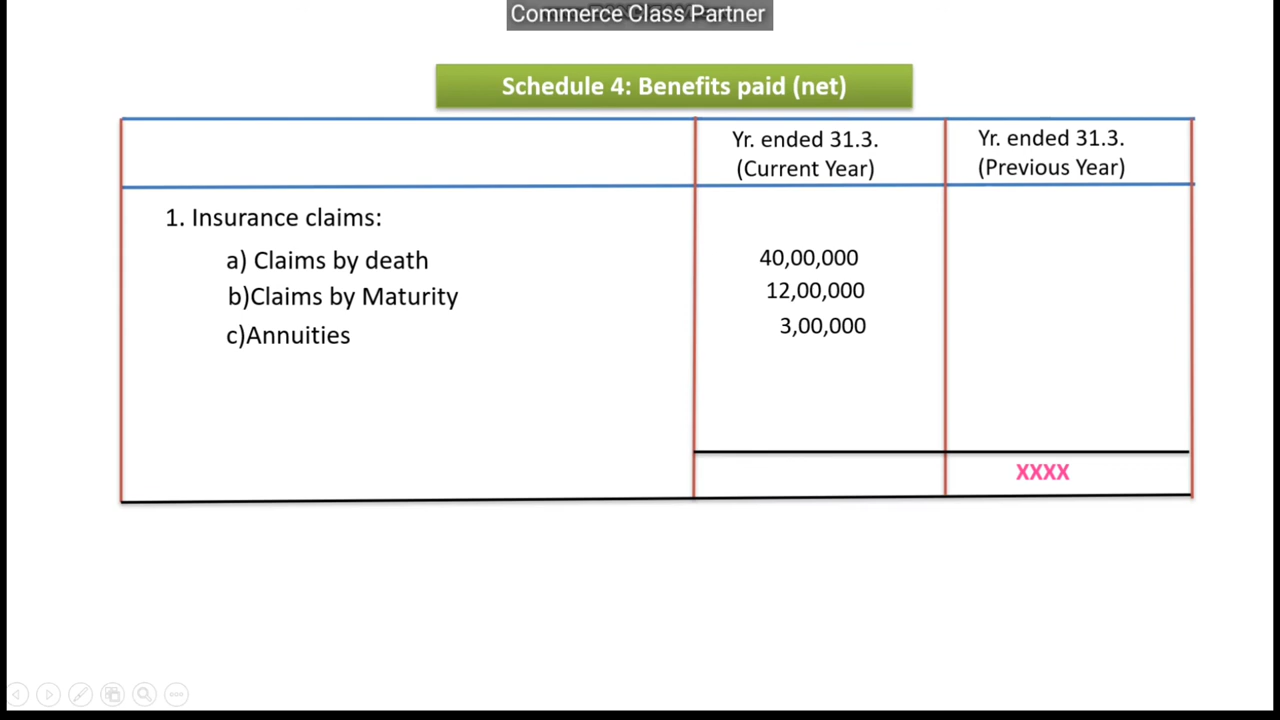 Commerce Class Partner
Schedule 4: Benefits paid (net)
Yr. ended 31.3. Yr. ended 31.3.
(Current Year) (Previous Year)
1. Insurance claims:
a) Claims by death 40,00,000
b)Claims by Maturity 12,00,000
c)Annuities 3,00,000
XXXX